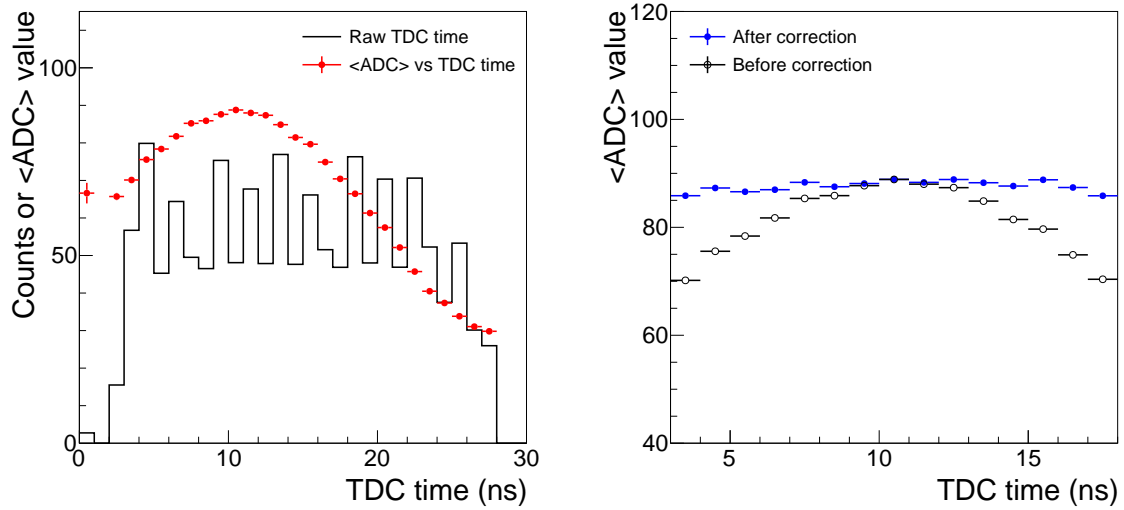 Counts or <ADC> value
100
50
0
Raw TDC time
<ADC> vs TDC time
0
10
20
30
TDC time (ns)
<ADC> value
120
100
80
60
40
After correction
Before correction
5
10
15
TDC time (ns)